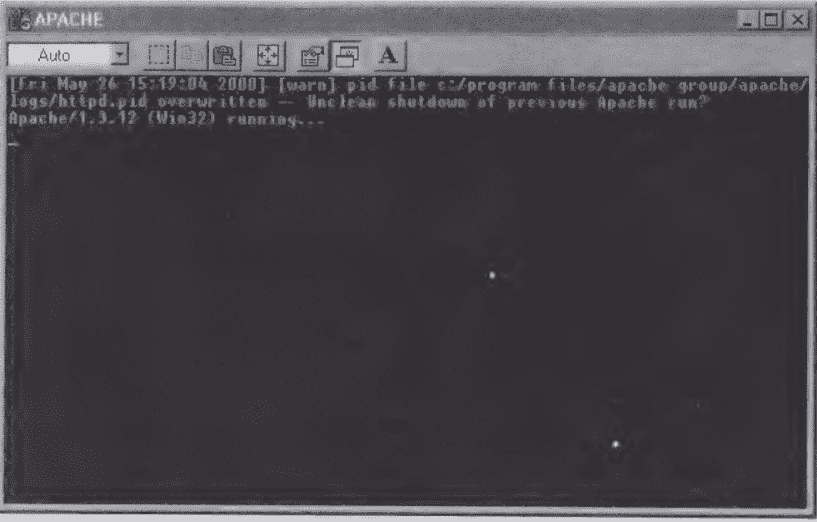 APACHE
Auto
A
[Fri May 26 15:19:04 2000] [warn] pid file c:/program files/apache group/apache/
logs/httpd.pid overwritten -- Unclean shutdown of previous Apache run?
Apache/1.3.12 (Win32) running...